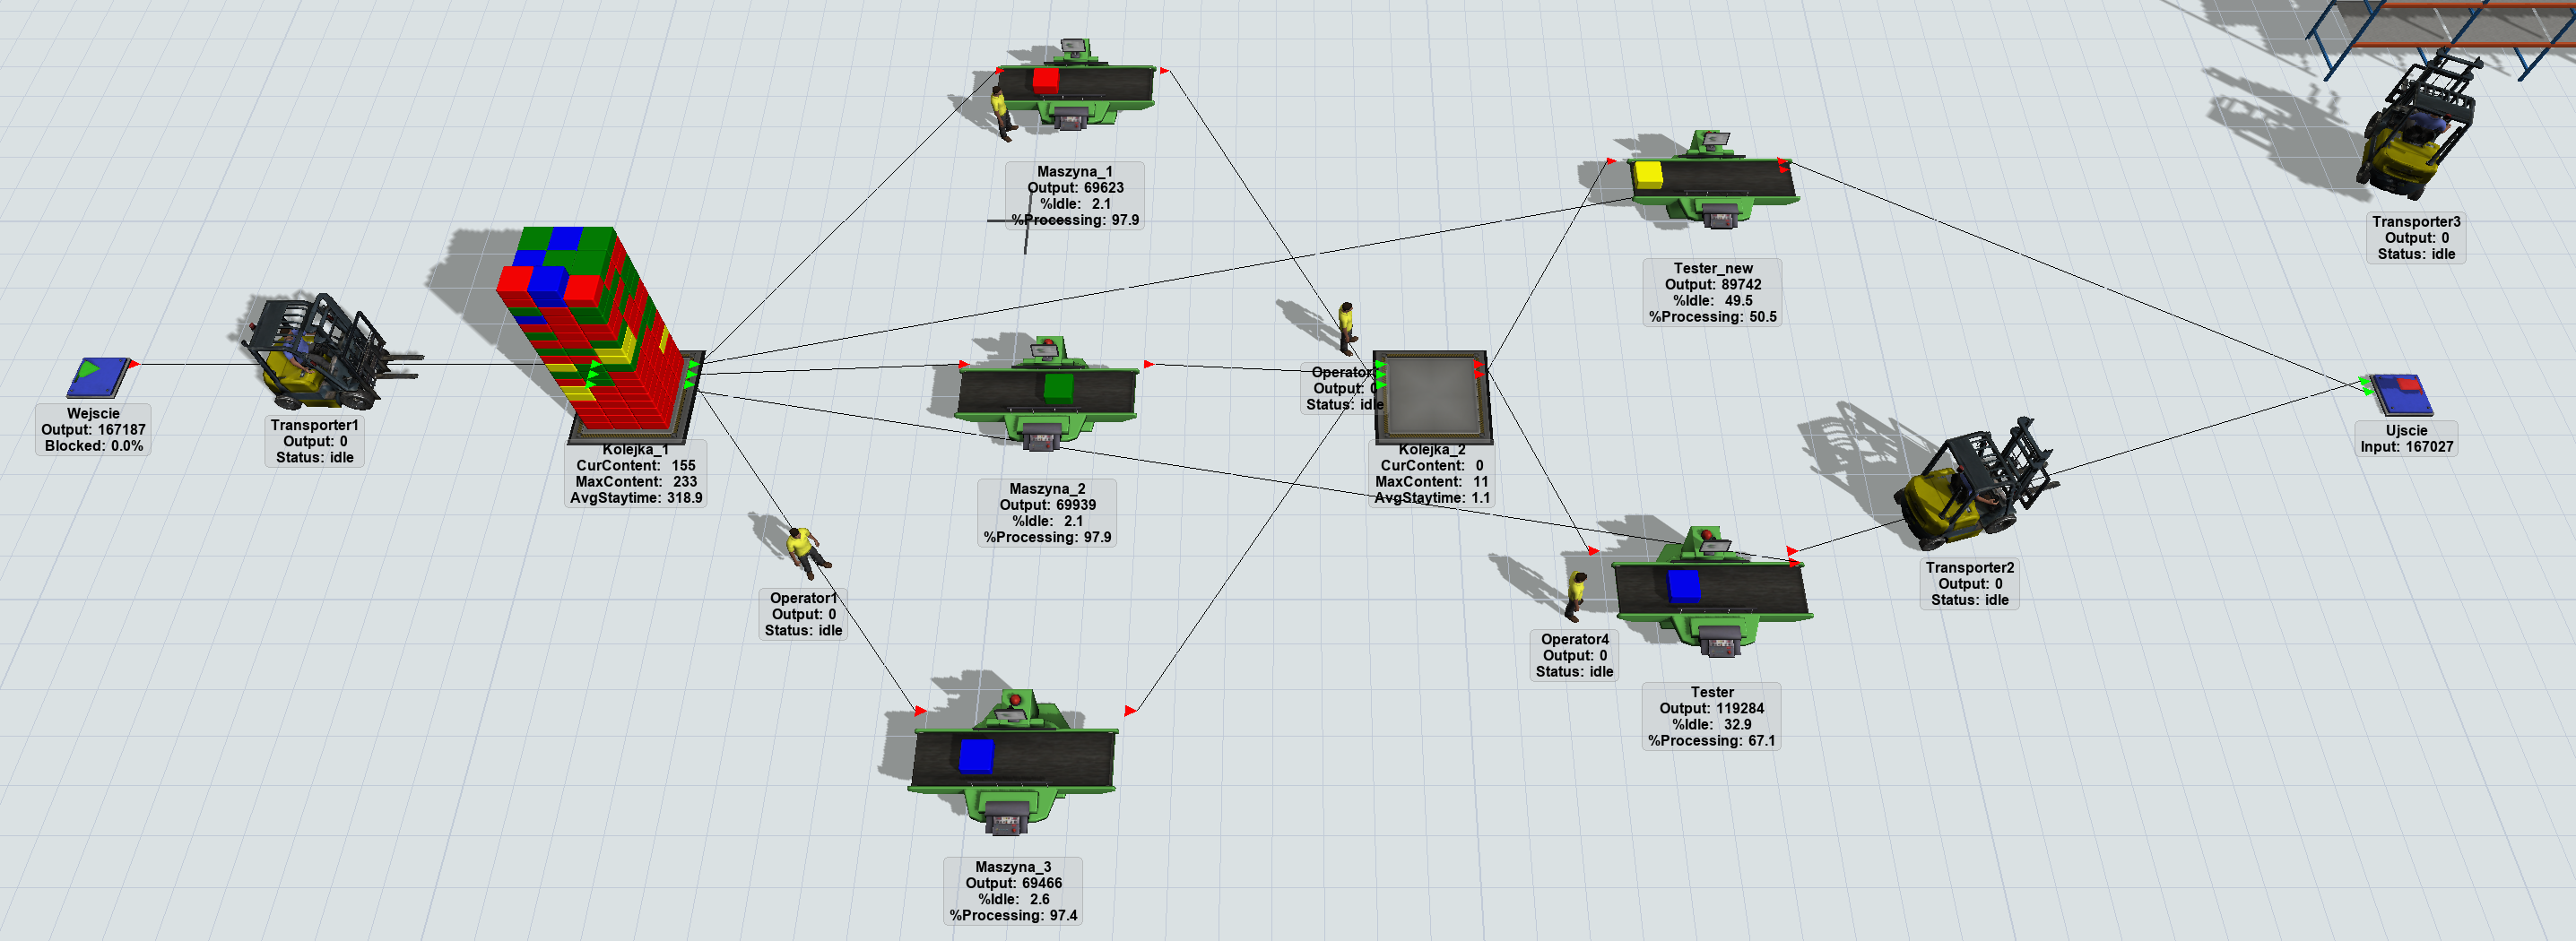 Maszyna_1
Output: 69623
%Idle: 2.1
%Processing: 97.9
Transporter3
Output: 0
Status: idle
Tester_new
Output: 89742
%Idle: 49.5
%Processing: 50.5
Wejscie
Output: 167187
Blocked: 0.0%
Transporter1
Output: 0
Status: idle
Kolejka_1
CurContent: 155
MaxContent: 233
AvgStaytime: 318.9
Operator
Output: 0
Status: idle
Kolejka_2
CurContent: 0
MaxContent: 11
AvgStaytime: 1.1
Ujscie
Input: 167027
Maszyna_2
Output: 69939
%Idle: 2.1
%Processing: 97.9
Operator1
Output: 0
Status: idle
Transporter2
Output: 0
Status: idle
Operator4
Output: 0
Status: idle
Tester
Output: 119284
%Idle: 32.9
%Processing: 67.1
Maszyna_3
Output: 69466
%Idle: 2.6
%Processing: 97.4